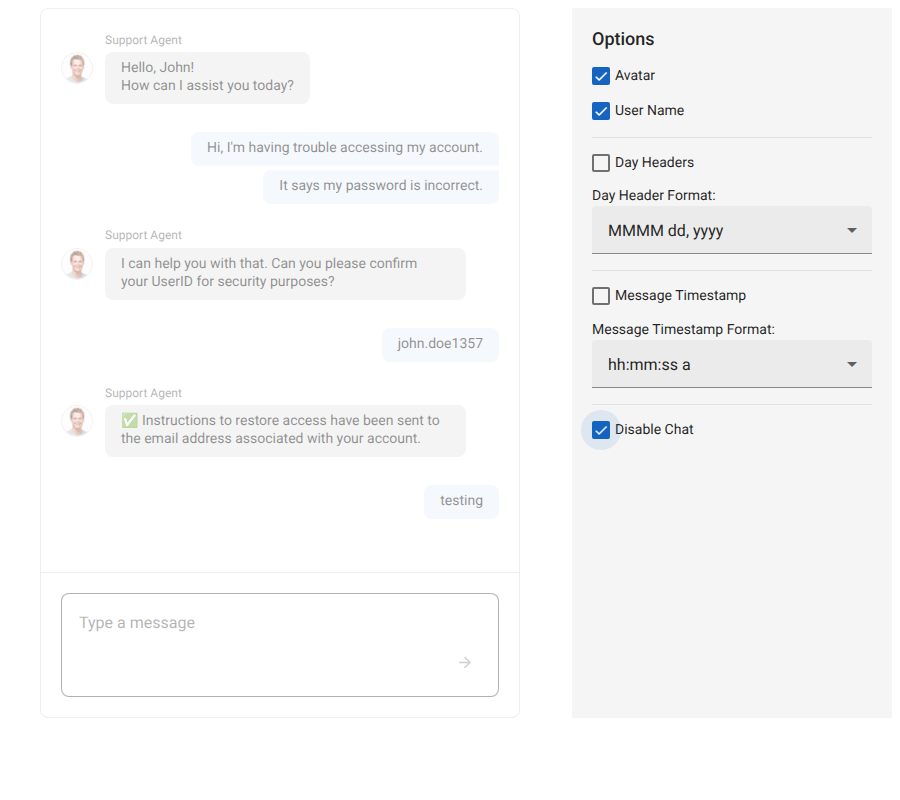 Support Agent
Hello, John!
How can I assist you today?
Hi, I'm having trouble accessing my account.
It says my password is incorrect.
Support Agent
I can help you with that. Can you please confirm
your UserID for security purposes?
john.doe1357
Support Agent
✅ Instructions to restore access have been sent to
the email address associated with your account.
testing
Type a message
Options
Avatar
User Name
Day Headers
Day Header Format:
MMMM dd, yyyy
Message Timestamp
Message Timestamp Format:
hh:mm:ss a
Disable Chat